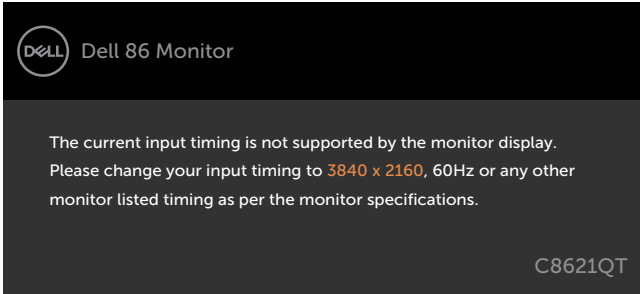 DELL
Dell 86 Monitor
The current input timing is not supported by the monitor display.
Please change your input timing to 3840 x 2160, 60Hz or any other
monitor listed timing as per the monitor specifications.
C8621QT